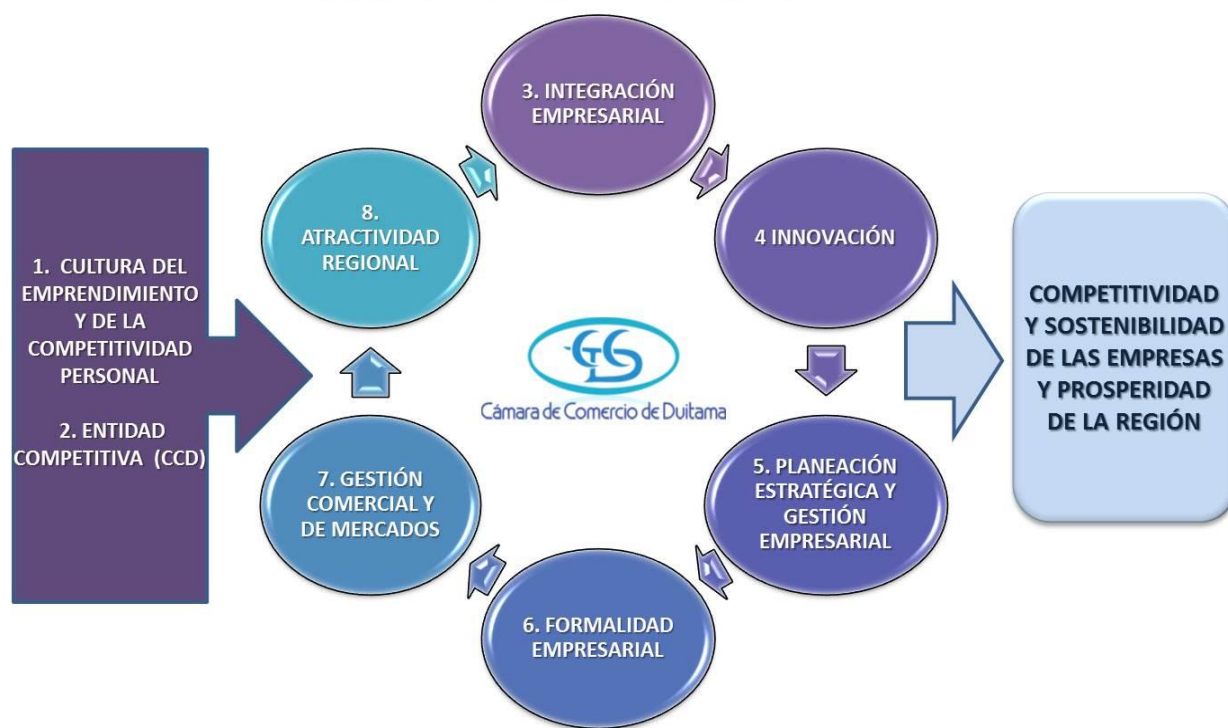 1. CULTURA DEL
EMPRENDIMIENTO
Y DE LA
COMPETITIVIDAD
PERSONAL
2. ENTIDAD
COMPETITIVA (CCD)
3. INTEGRACIÓN
EMPRESARIAL
4 INNOVACIÓN
5. PLANEACIÓN
ESTRATÉGICA Y
GESTIÓN
EMPRESARIAL
6. FORMALIDAD
EMPRESARIAL
7. GESTIÓN
COMERCIAL Y
DE MERCADOS
8.
ATRACTIVIDAD
REGIONAL
Cámara de Comercio de Duitama
COMPETITIVIDAD
Y SOSTENIBILIDAD
DE LAS EMPRESAS
Y PROSPERIDAD
DE LA REGIÓN